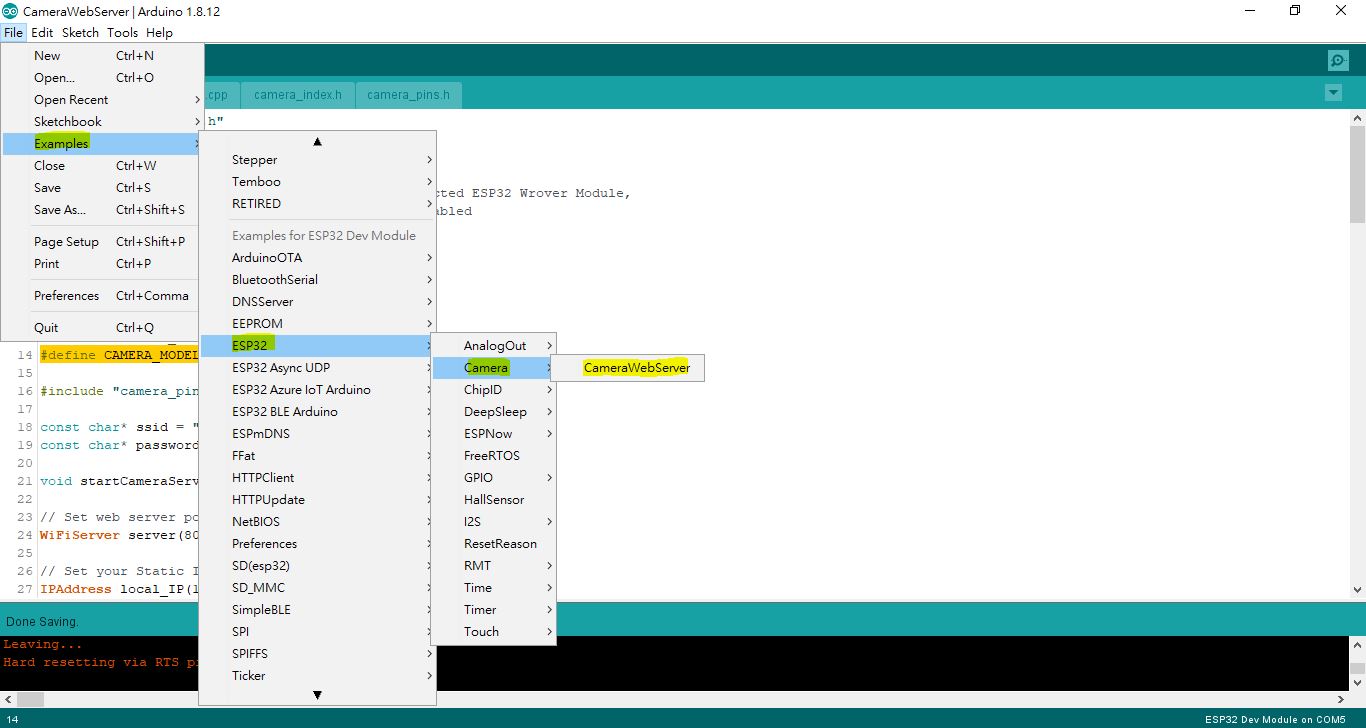 CameraWebServer | Arduino 1.8.12
File Edit Sketch Tools Help
New Ctrl+N
Open... Ctrl+O
Open Recent
Sketchbook
Examples
Close Ctrl+W
Save Ctrl+S
Save As... Ctrl+Shift+S
Page Setup Ctrl+Shift+P
Print Ctrl+P
Preferences Ctrl+Comma
Quit Ctrl+Q
.cpp camera_index.h camera_pins.h
h"
cted ESP32 Wrover Module,
abled
Stepper
Temboo
RETIRED
Examples for ESP32 Dev Module
ArduinoOTA
BluetoothSerial
DNSServer
EEPROM
ESP32
ESP32 Async UDP
ESP32 Azure IoT Arduino
ESP32 BLE Arduino
ESPmDNS
FFat
HTTPClient
HTTPUpdate
NetBIOS
Preferences
SD(esp32)
SD_MMC
SimpleBLE
SPI
SPIFFS
Ticker
AnalogOut
Camera
ChipID
DeepSleep
ESPNow
FreeRTOS
GPIO
HallSensor
I2S
ResetReason
RMT
Time
Timer
Touch
CameraWebServer
14 #define CAMERA_MODEL
15
16 #include "camera_pin
17
18 const char* ssid = "
19 const char* password
20
21 void startCameraServ
22
23 // Set web server po
24 WiFiServer server(80
25
26 // Set your Static I
27 IPAddress local_IP(1
Done Saving.
Leaving...
Hard resetting via RTS pi
14 ESP32 Dev Module on COM5